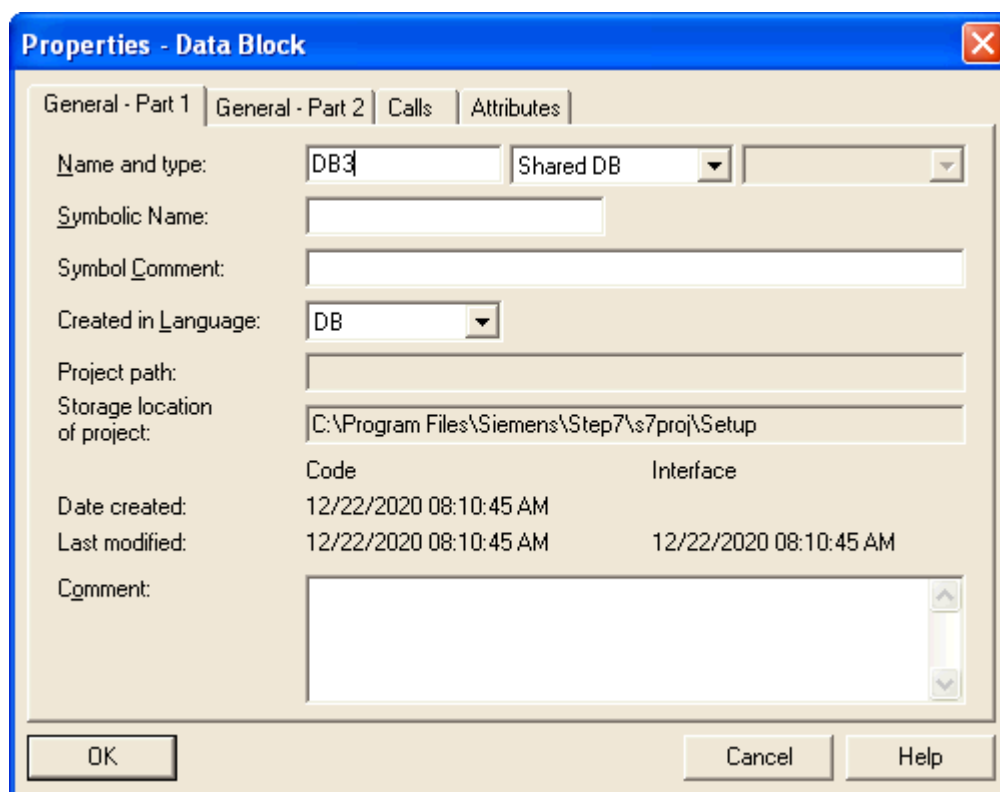 Properties - Data Block
General - Part 1 General - Part 2 Calls Attributes
Name and type: DB3 Shared DB
Symbolic Name:
Symbol Comment:
Created in Language: DB
Project path:
Storage location
of project: C:\Program Files\Siemens\Step7\s7proj\Setup
Code Interface
Date created: 12/22/2020 08:10:45 AM
Last modified: 12/22/2020 08:10:45 AM 12/22/2020 08:10:45 AM
Comment:
OK Cancel Help